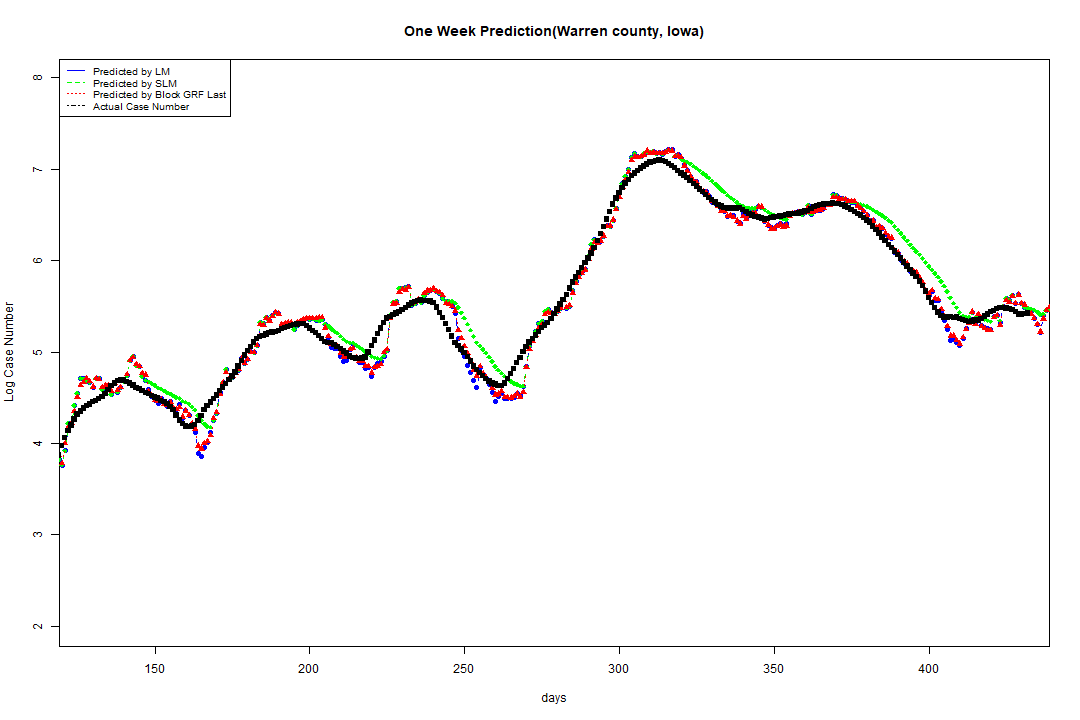 One Week Prediction(Warren county, Iowa)
Predicted by LM
Predicted by SLM
Predicted by Block GRF Last
Actual Case Number
8
7
6
5
4
3
2
Log Case Number
150 200 250 300 350 400
days